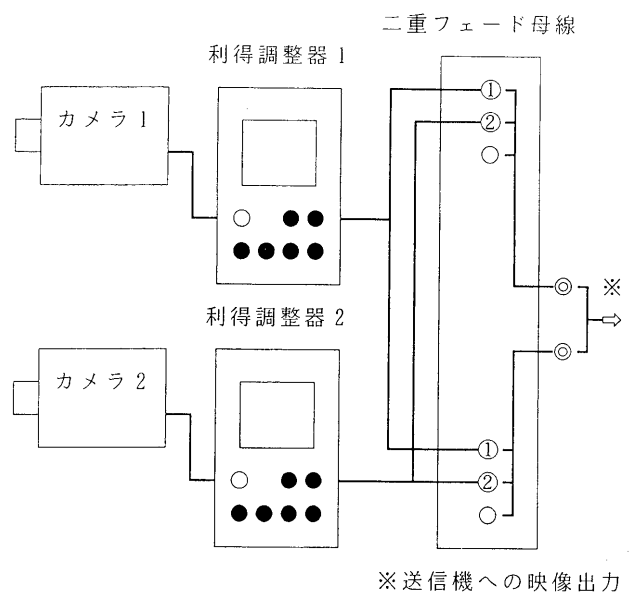 二重フェード母線
利得調整器1
カメラ1
①
②
※
利得調整器2
カメラ2
①
②
※送信機への映像出力